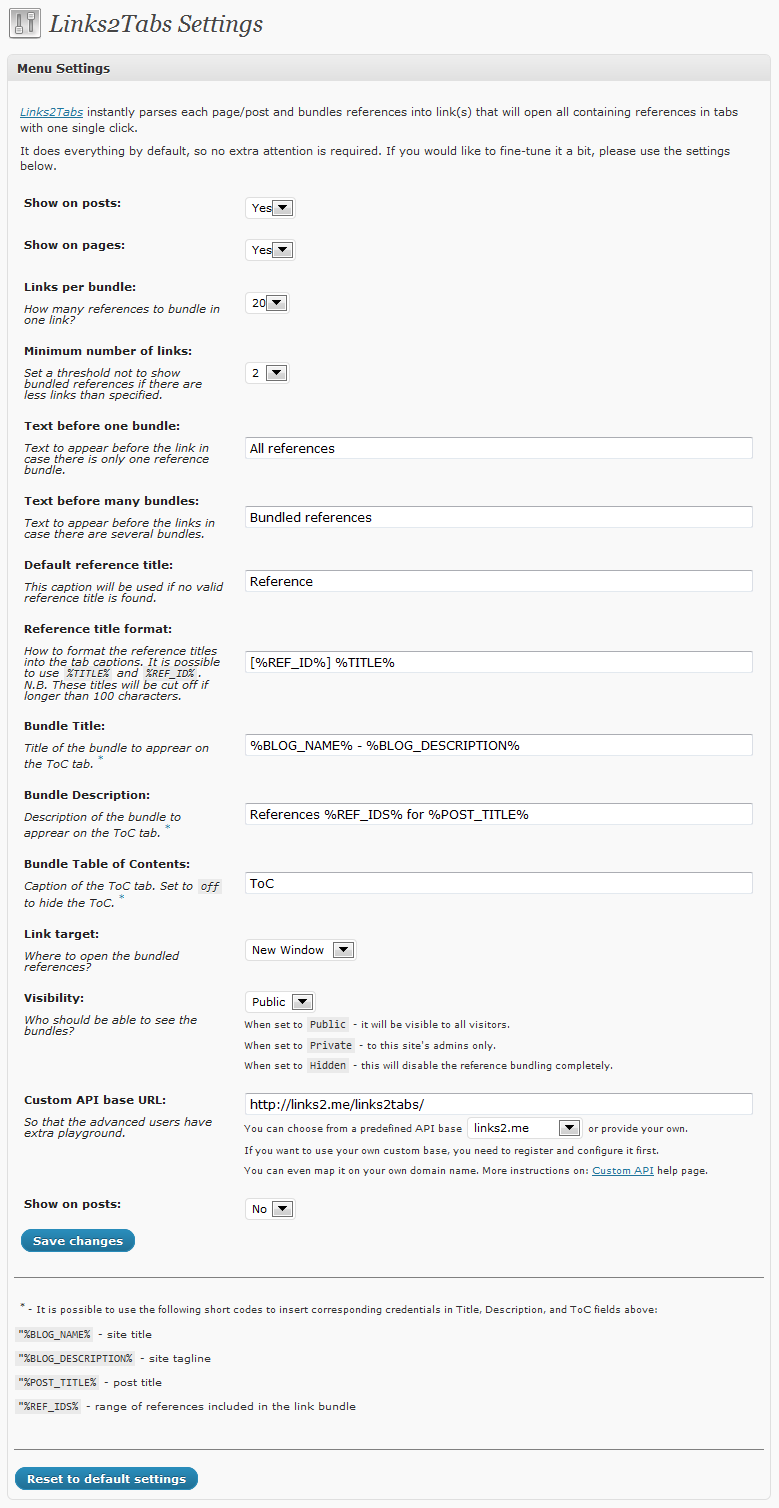 Links2Tabs Settings
Menu Settings
Links2Tabs instantly parses each page/post and bundles references into link(s) that will open all containing references in tabs
with one single click.
It does everything by default, so no extra attention is required. If you would like to fine-tune it a bit, please use the settings
below.
Show on posts:
Yes
Show on pages:
Yes
Links per bundle:
How many references to bundle in
one link?
20
Minimum number of links:
Set a threshold not to show
bundled references if there are
less links than specified.
2
Text before one bundle:
Text to appear before the link in
case there is only one reference
bundle.
All references
Text before many bundles:
Text to appear before the links in
case there are several bundles.
Bundled references
Default reference title:
This caption will be used if no valid
reference title is found.
Reference
Reference title format:
How to format the reference titles
into the tab captions. It is possible
to use %TITLE% and %REF_ID%.
N.B. These titles will be cut off if
longer than 100 characters.
[%REF_ID%] %TITLE%
Bundle Title:
Title of the bundle to apprear on
the ToC tab. *
%BLOG_NAME% - %BLOG_DESCRIPTION%
Bundle Description:
Description of the bundle to
apprear on the ToC tab. *
References %REF_IDS% for %POST_TITLE%
Bundle Table of Contents:
Caption of the ToC tab. Set to off
to hide the ToC. *
ToC
Link target:
Where to open the bundled
references?
New Window
Visibility:
Who should be able to see the
bundles?
Public
When set to Public - it will be visible to all visitors.
When set to Private - to this site's admins only.
When set to Hidden - this will disable the reference bundling completely.
Custom API base URL:
So that the advanced users have
extra playground.
http://links2.me/links2tabs/
You can choose from a predefined API base links2.me or provide your own.
If you want to use your own custom base, you need to register and configure it first.
You can even map it on your own domain name. More instructions on: Custom API help page.
Show on posts:
No
Save changes
* - It is possible to use the following short codes to insert corresponding credentials in Title, Description, and ToC fields above:
"%BLOG_NAME% - site title
"%BLOG_DESCRIPTION% - site tagline
"%POST_TITLE% - post title
"%REF_IDS% - range of references included in the link bundle
Reset to default settings